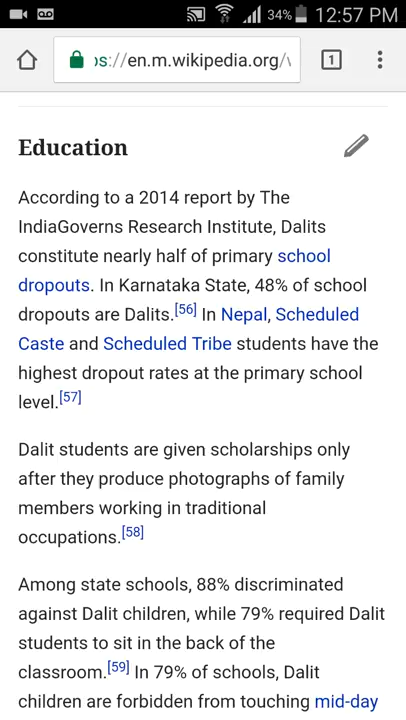 34% 12:57 PM
ps://en.m.wikipedia.org/
1
Education
According to a 2014 report by The
IndiaGoverns Research Institute, Dalits
constitute nearly half of primary school
dropouts. In Karnataka State, 48% of school
dropouts are Dalits.[56] In Nepal, Scheduled
Caste and Scheduled Tribe students have the
highest dropout rates at the primary school
level.[57]
Dalit students are given scholarships only
after they produce photographs of family
members working in traditional
occupations.[58]
Among state schools, 88% discriminated
against Dalit children, while 79% required Dalit
students to sit in the back of the
classroom.[59] In 79% of schools, Dalit
children are forbidden from touching mid-day